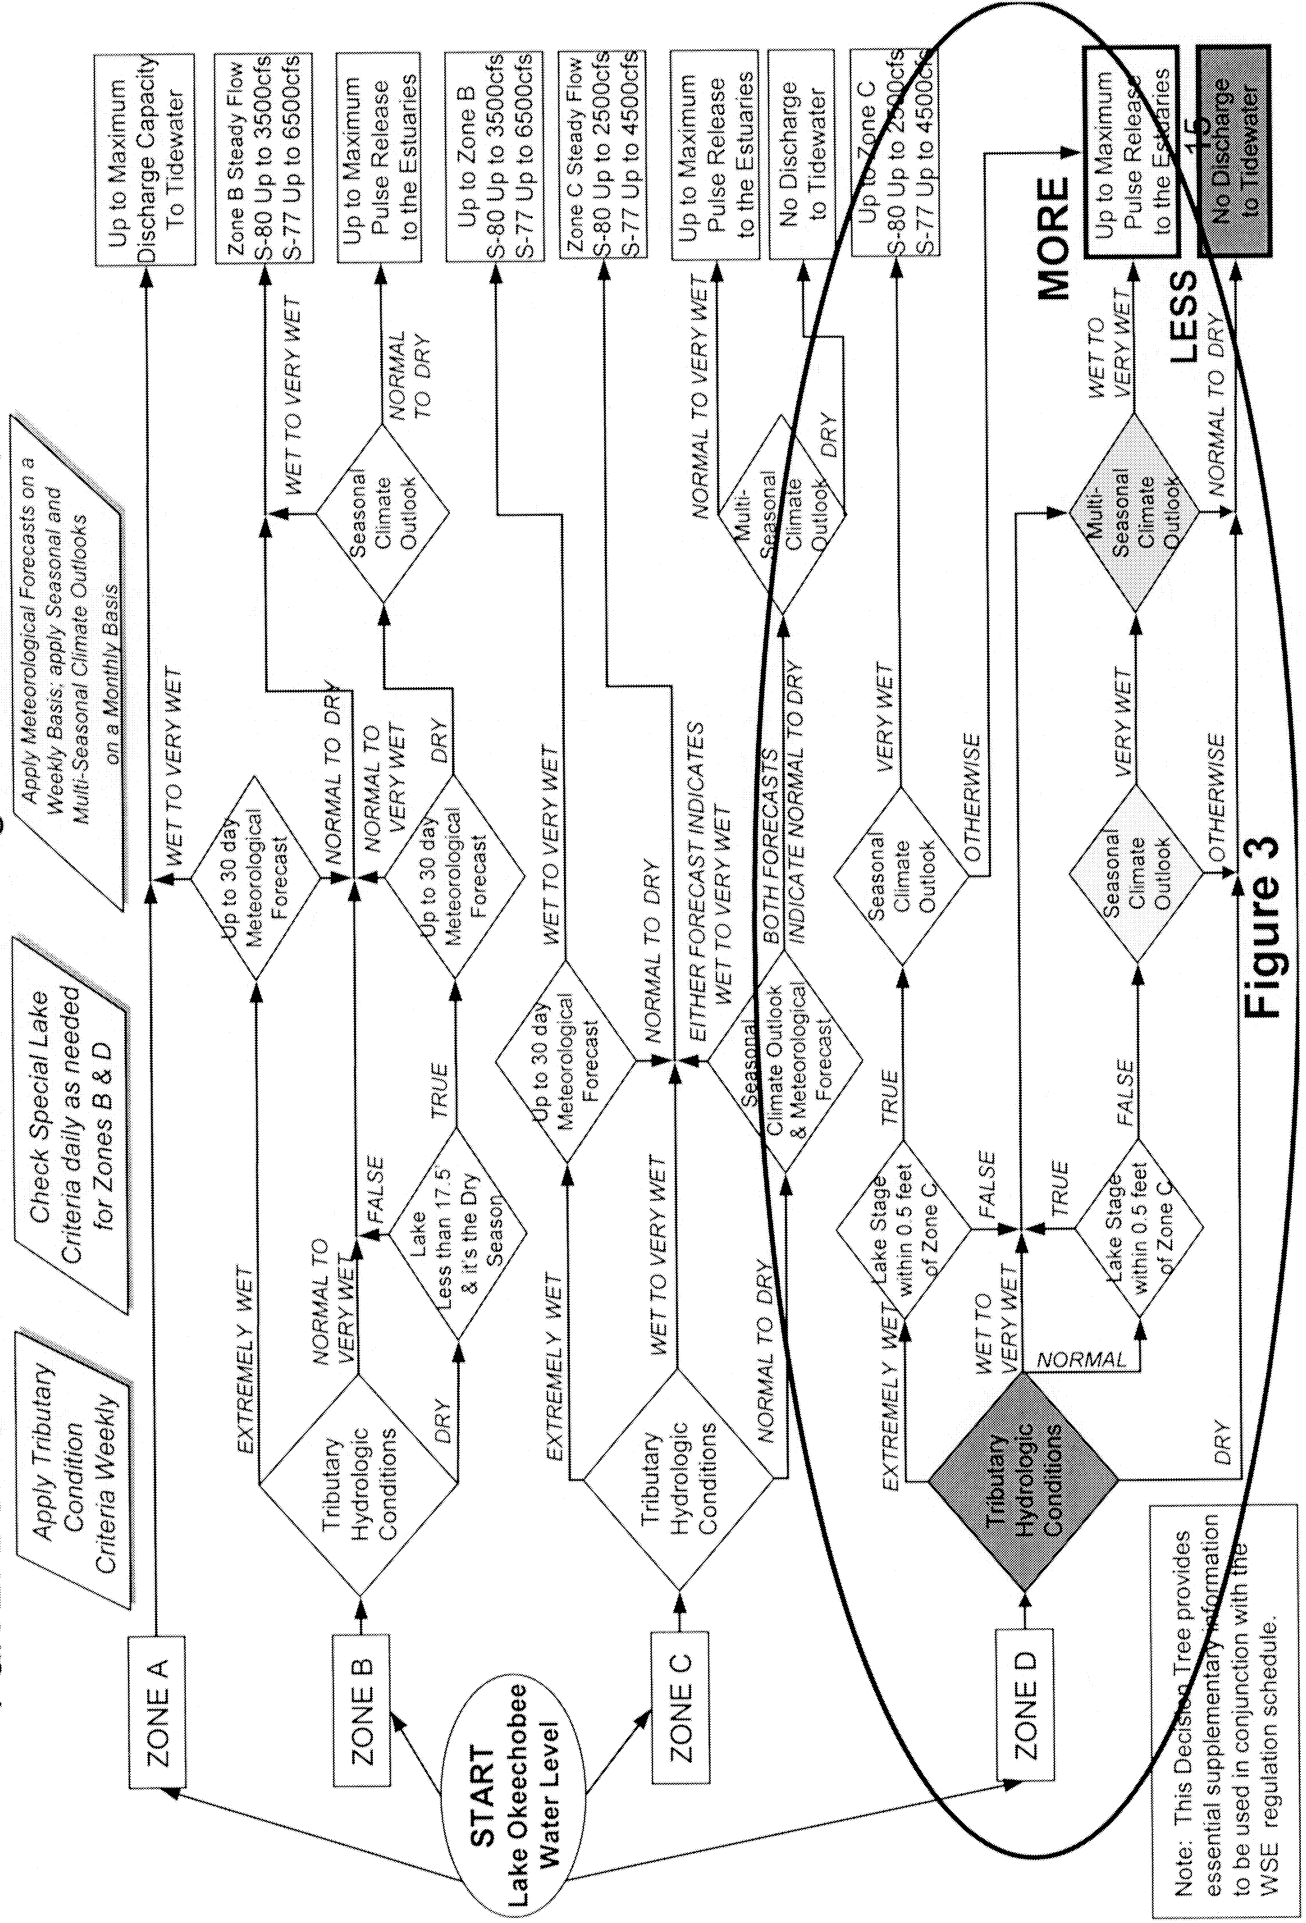 Apply Tributary
Condition
Criteria Weekly
Check Special Lake
Criteria daily as needed
for Zones B & D
Apply Meteorological Forecasts on a
Weekly Basis; apply Seasonal and
Multi-Seasonal Climate Outlooks
on a Monthly Basis
START
Lake Okeechobee
Water Level
ZONE A
WET TO VERY WET
Up to Maximum
Discharge Capacity
To Tidewater
ZONE B
Tributary
Hydrologic
Conditions
EXTREMELY WET
NORMAL TO
VERY WET
DRY
Lake
Less than 17.5'
& it's the Dry
Season
FALSE
TRUE
Up to 30 day
Meteorological
Forecast
NORMAL TO DRY
NORMAL TO
VERY WET
Up to 30 day
Meteorological
Forecast
DRY
Seasonal
Climate
Outlook
WET TO VERY WET
NORMAL
TO DRY
Zone B Steady Flow
S-80 Up to 3500cfs
S-77 Up to 6500cfs
Up to Maximum
Pulse Release
to the Estuaries
ZONE C
Tributary
Hydrologic
Conditions
EXTREMELY WET
WET TO VERY WET
NORMAL TO DRY
Up to 30 day
Meteorological
Forecast
WET TO VERY WET
NORMAL TO DRY
EITHER FORECAST INDICATES
WET TO VERY WET
Seasonal
Climate Outlook
& Meteorological
Forecast
BOTH FORECASTS
INDICATE NORMAL TO DRY
Multi-
Seasonal
Climate
Outlook
NORMAL TO VERY WET
DRY
Up to Zone B
S-80 Up to 3500cfs
S-77 Up to 6500cfs
Zone C Steady Flow
S-80 Up to 2500cfs
S-77 Up to 4500cfs
Up to Maximum
Pulse Release
to the Estuaries
No Discharge
to Tidewater
ZONE D
Tributary
Hydrologic
Conditions
EXTREMELY WET
WET TO
VERY WET
NORMAL
DRY
Lake Stage
within 0.5 feet
of Zone C
TRUE
FALSE
Lake Stage
within 0.5 feet
of Zone C
TRUE
FALSE
Seasonal
Climate
Outlook
VERY WET
OTHERWISE
Seasonal
Climate
Outlook
VERY WET
OTHERWISE
Multi-
Seasonal
Climate
Outlook
WET TO
VERY WET
NORMAL TO DRY
Up to Zone C
S-80 Up to 2500cfs
S-77 Up to 4500cfs
MORE
Up to Maximum
Pulse Release
to the Estuaries
LESS
15
No Discharge
to Tidewater
Note: This Decision Tree provides
essential supplementary information
to be used in conjunction with the
WSE regulation schedule.
Figure 3